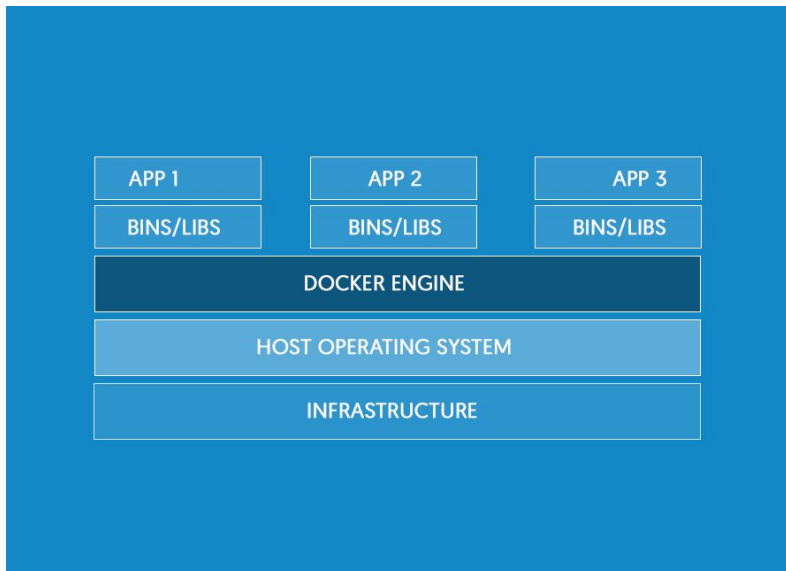 APP 1 APP 2 APP 3
BINS/LIBS BINS/LIBS BINS/LIBS
DOCKER ENGINE
HOST OPERATING SYSTEM
INFRASTRUCTURE